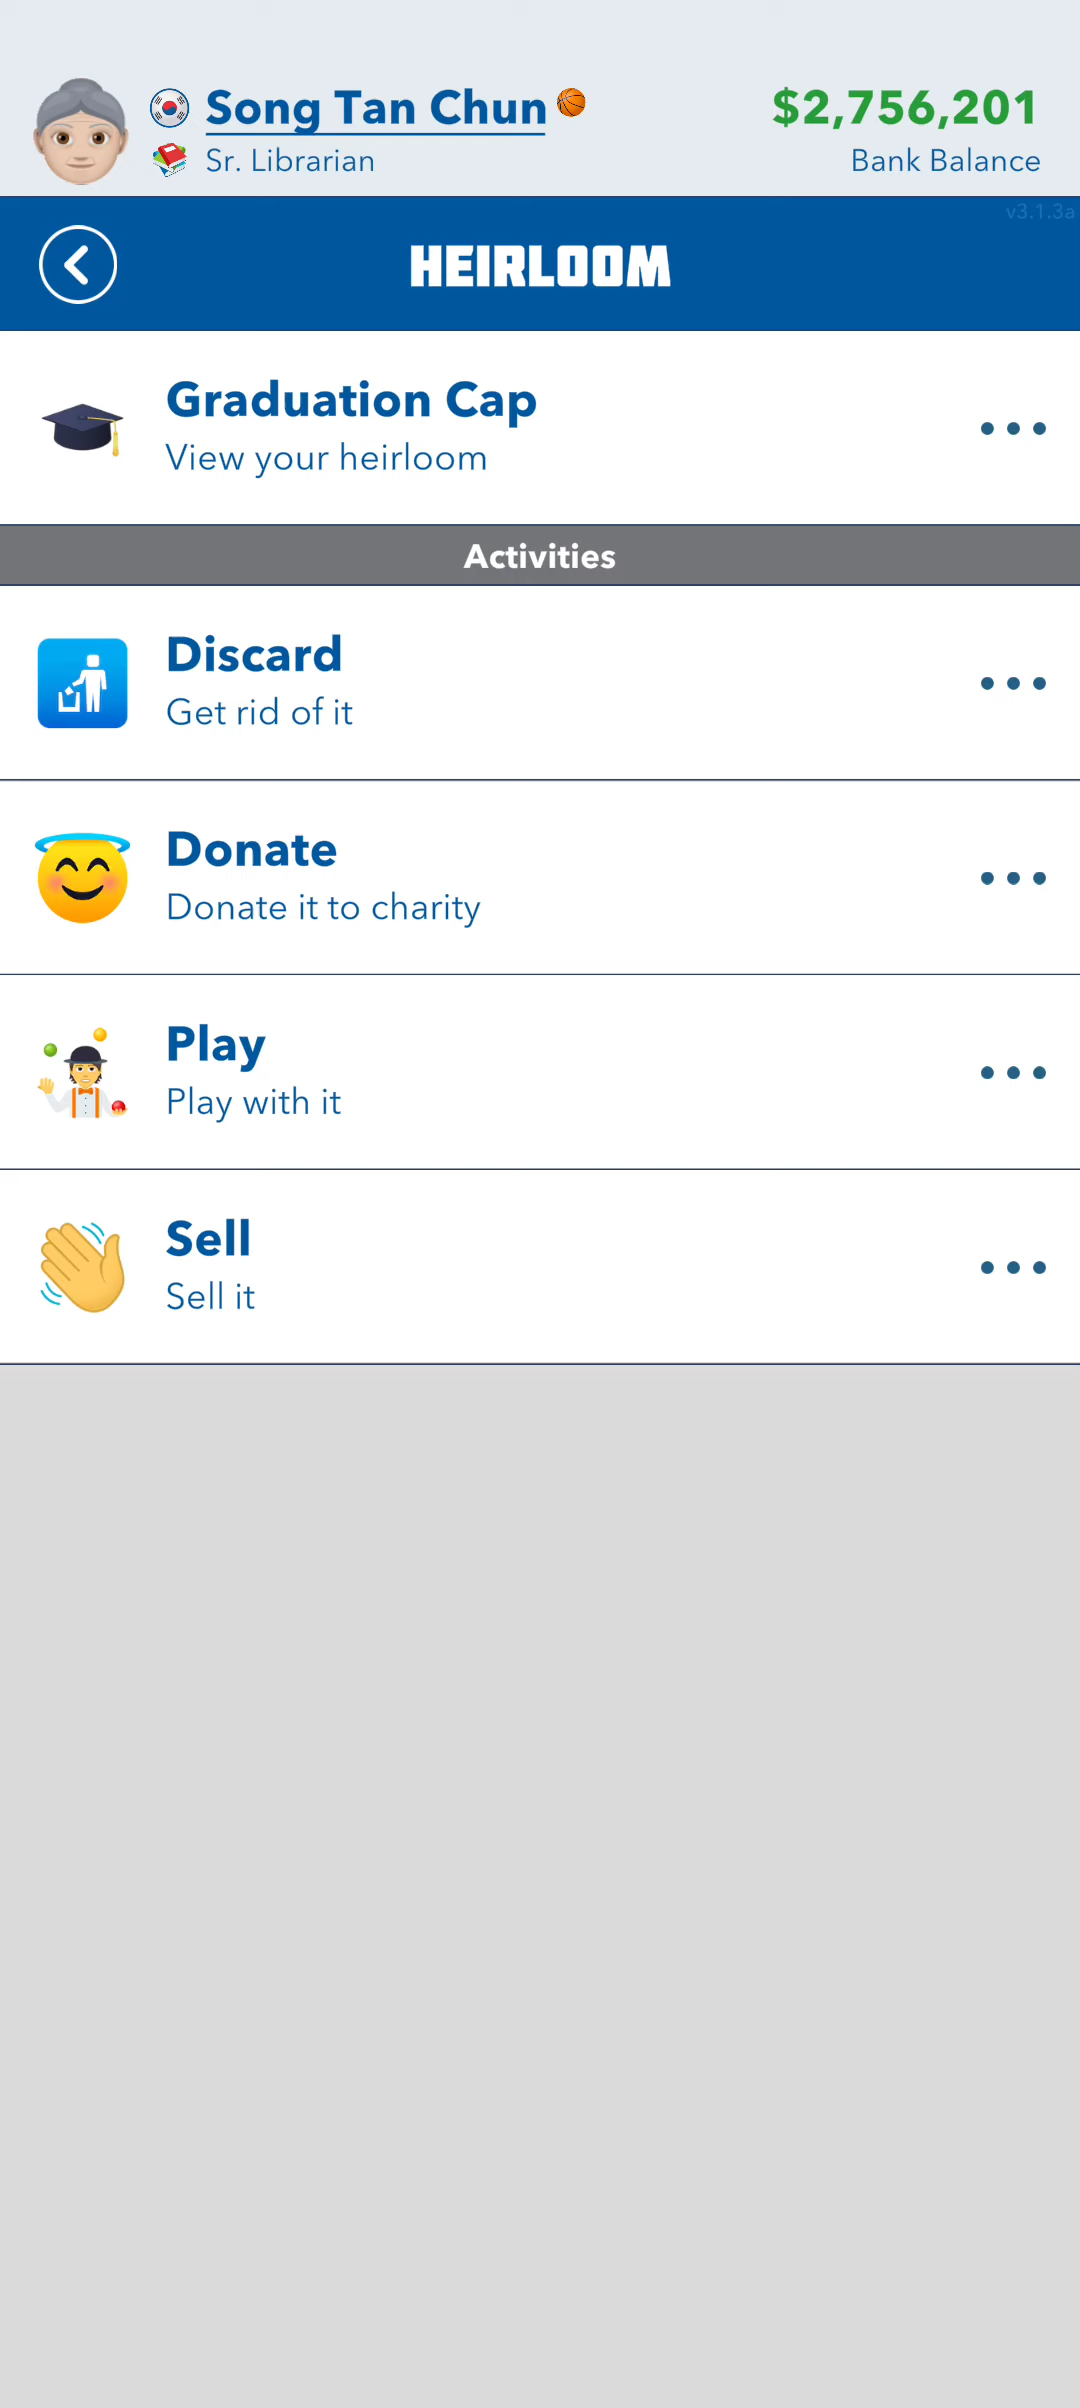 Song Tan Chun
$2,756,201
Sr. Librarian
Bank Balance
v3.1.3a
HEIRLOOM
Graduation Cap
View your heirloom
Activities
Discard
Get rid of it
Donate
Donate it to charity
Play
Play with it
Sell
Sell it